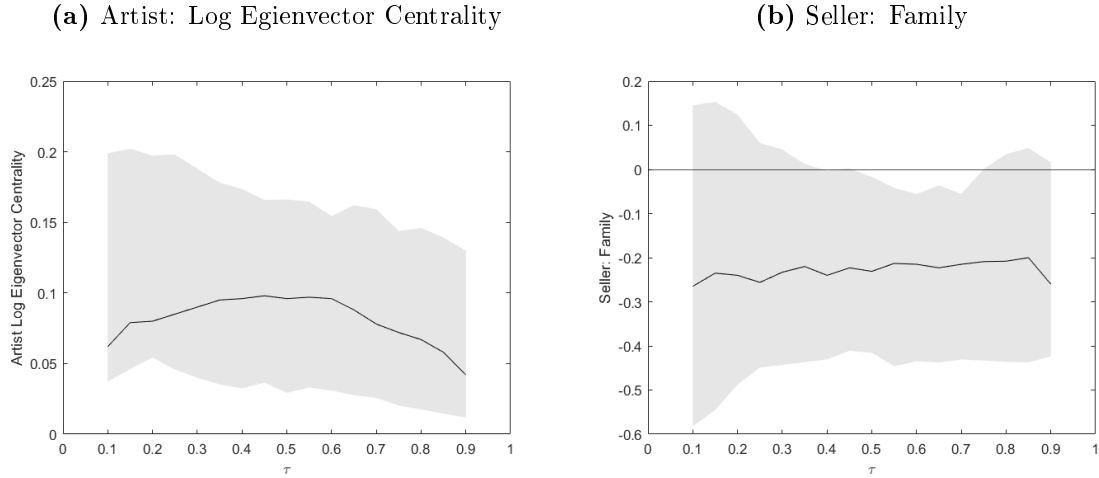 (a) Artist: Log Egienvector Centrality
Artist Log Eigenvector Centrality
0.25
0.2
0.15
0.1
0.05
0
0 0.1 0.2 0.3 0.4 0.5 0.6 0.7 0.8 0.9 1
τ
(b) Seller: Family
Seller: Family
0.2
0.1
0
-0.1
-0.2
-0.3
-0.4
-0.5
-0.6
0 0.1 0.2 0.3 0.4 0.5 0.6 0.7 0.8 0.9 1
τ